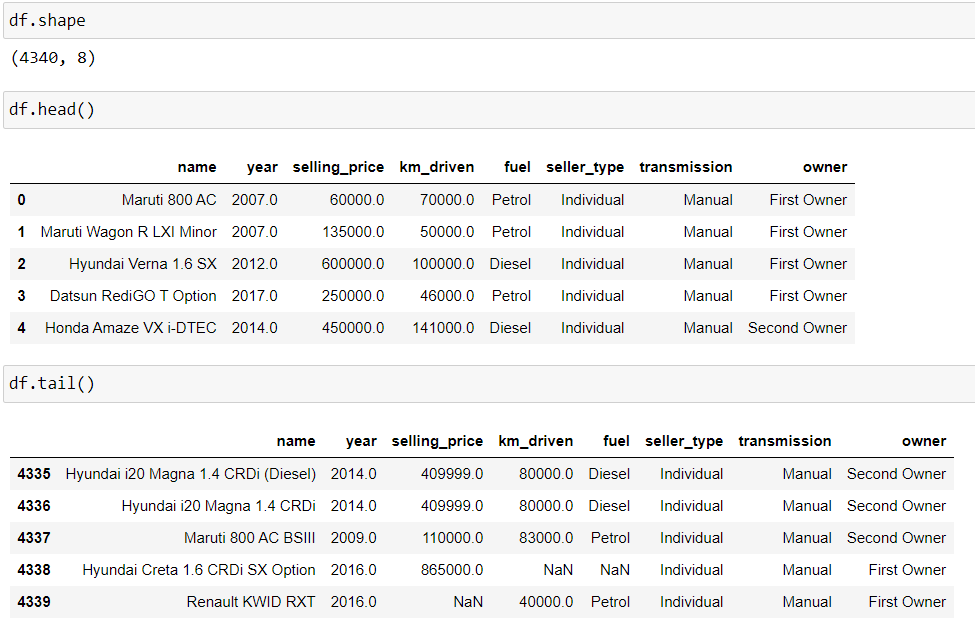 df.shape
(4340, 8)
df.head()
name year selling_price km_driven fuel seller_type transmission owner
0 Maruti 800 AC 2007.0 60000.0 70000.0 Petrol Individual Manual First Owner
1 Maruti Wagon R LXI Minor 2007.0 135000.0 50000.0 Petrol Individual Manual First Owner
2 Hyundai Verna 1.6 SX 2012.0 600000.0 100000.0 Diesel Individual Manual First Owner
3 Datsun RediGO T Option 2017.0 250000.0 46000.0 Petrol Individual Manual First Owner
4 Honda Amaze VX i-DTEC 2014.0 450000.0 141000.0 Diesel Individual Manual Second Owner
df.tail()
name year selling_price km_driven fuel seller_type transmission owner
4335 Hyundai i20 Magna 1.4 CRDi (Diesel) 2014.0 409999.0 80000.0 Diesel Individual Manual Second Owner
4336 Hyundai i20 Magna 1.4 CRDi 2014.0 409999.0 80000.0 Diesel Individual Manual Second Owner
4337 Maruti 800 AC BSIII 2009.0 110000.0 83000.0 Petrol Individual Manual Second Owner
4338 Hyundai Creta 1.6 CRDi SX Option 2016.0 865000.0 NaN NaN Individual Manual First Owner
4339 Renault KWID RXT 2016.0 NaN 40000.0 Petrol Individual Manual First Owner